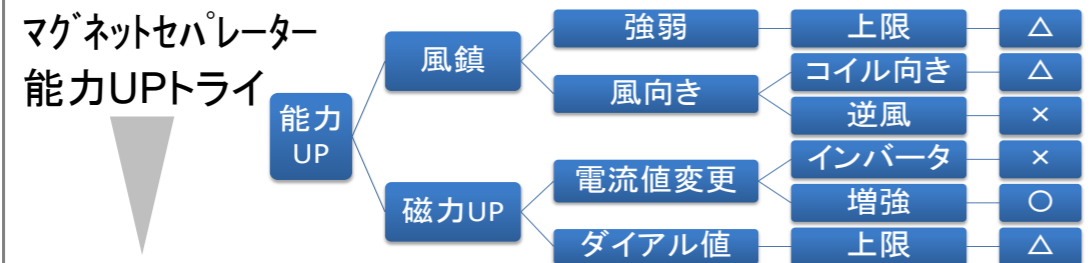 マグネットセパレーター
能力UPトライ
能力
UP
風鎮
強弱
上限
△
風向き
コイル向き
△
逆風
×
磁力UP
電流値変更
インバータ
×
増強
○
ダイアル値
上限
△